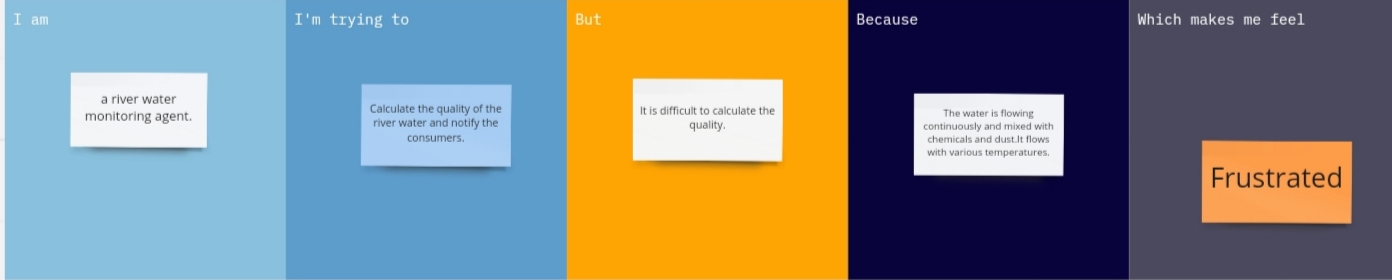 I am
a river water
monitoring agent.
I'm trying to
Calculate the quality of the
river water and notify the
consumers.
But
It is difficult to calculate the
quality.
Because
The water is flowing
continuously and mixed with
chemicals and dust.It flows
with various temperatures.
Which makes me feel
Frustrated